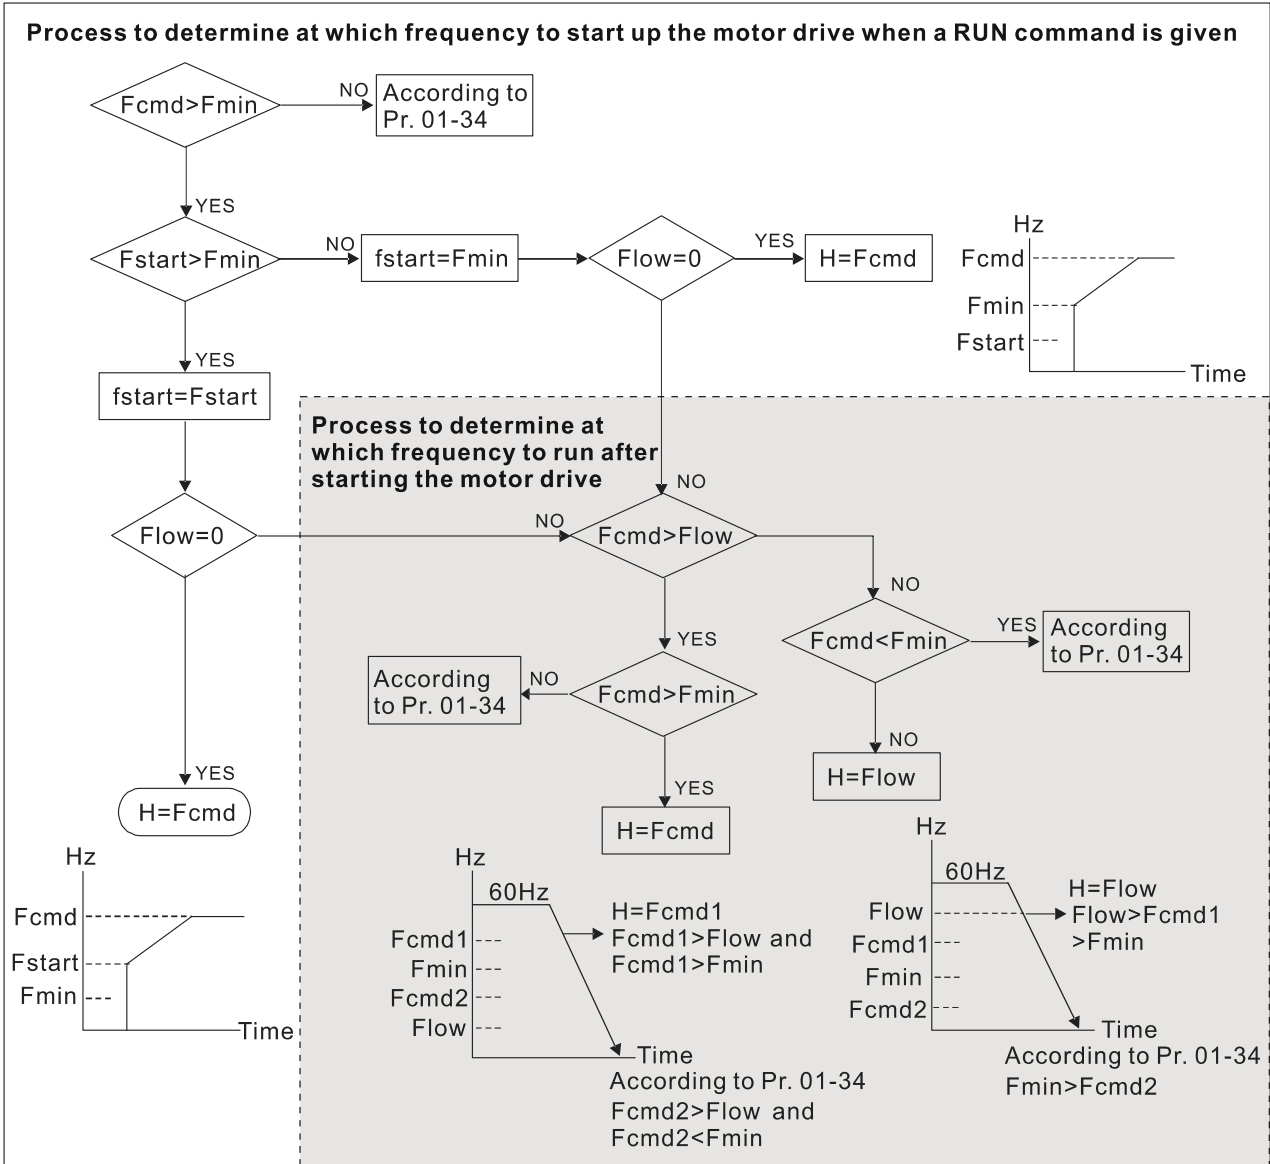 Process to determine at which frequency to start up the motor drive when a RUN command is given
Fcmd>Fmin
NO
According to
Pr. 01-34
YES
Fstart>Fmin
NO
fstart=Fmin
Flow=0
YES
H=Fcmd
Hz
Fcmd
Fmin
Fstart
Time
YES
fstart=Fstart
Process to determine at
which frequency to run after
starting the motor drive
NO
Flow=0
NO
Fcmd>Flow
NO
YES
Fcmd<Fmin
YES
According
to Pr. 01-34
According
to Pr. 01-34
NO
Fcmd>Fmin
NO
H=Flow
YES
H=Fcmd
YES
H=Fcmd
Hz
Fcmd
Fstart
Fmin
Time
Hz
60Hz
Fcmd1
Fmin
Fcmd2
Flow
H=Fcmd1
Fcmd1>Flow and
Fcmd1>Fmin
Time
According to Pr. 01-34
Fcmd2>Flow and
Fcmd2<Fmin
Hz
60Hz
Flow
Fcmd1
Fmin
Fcmd2
H=Flow
Flow>Fcmd1
>Fmin
Time
According to Pr. 01-34
Fmin>Fcmd2